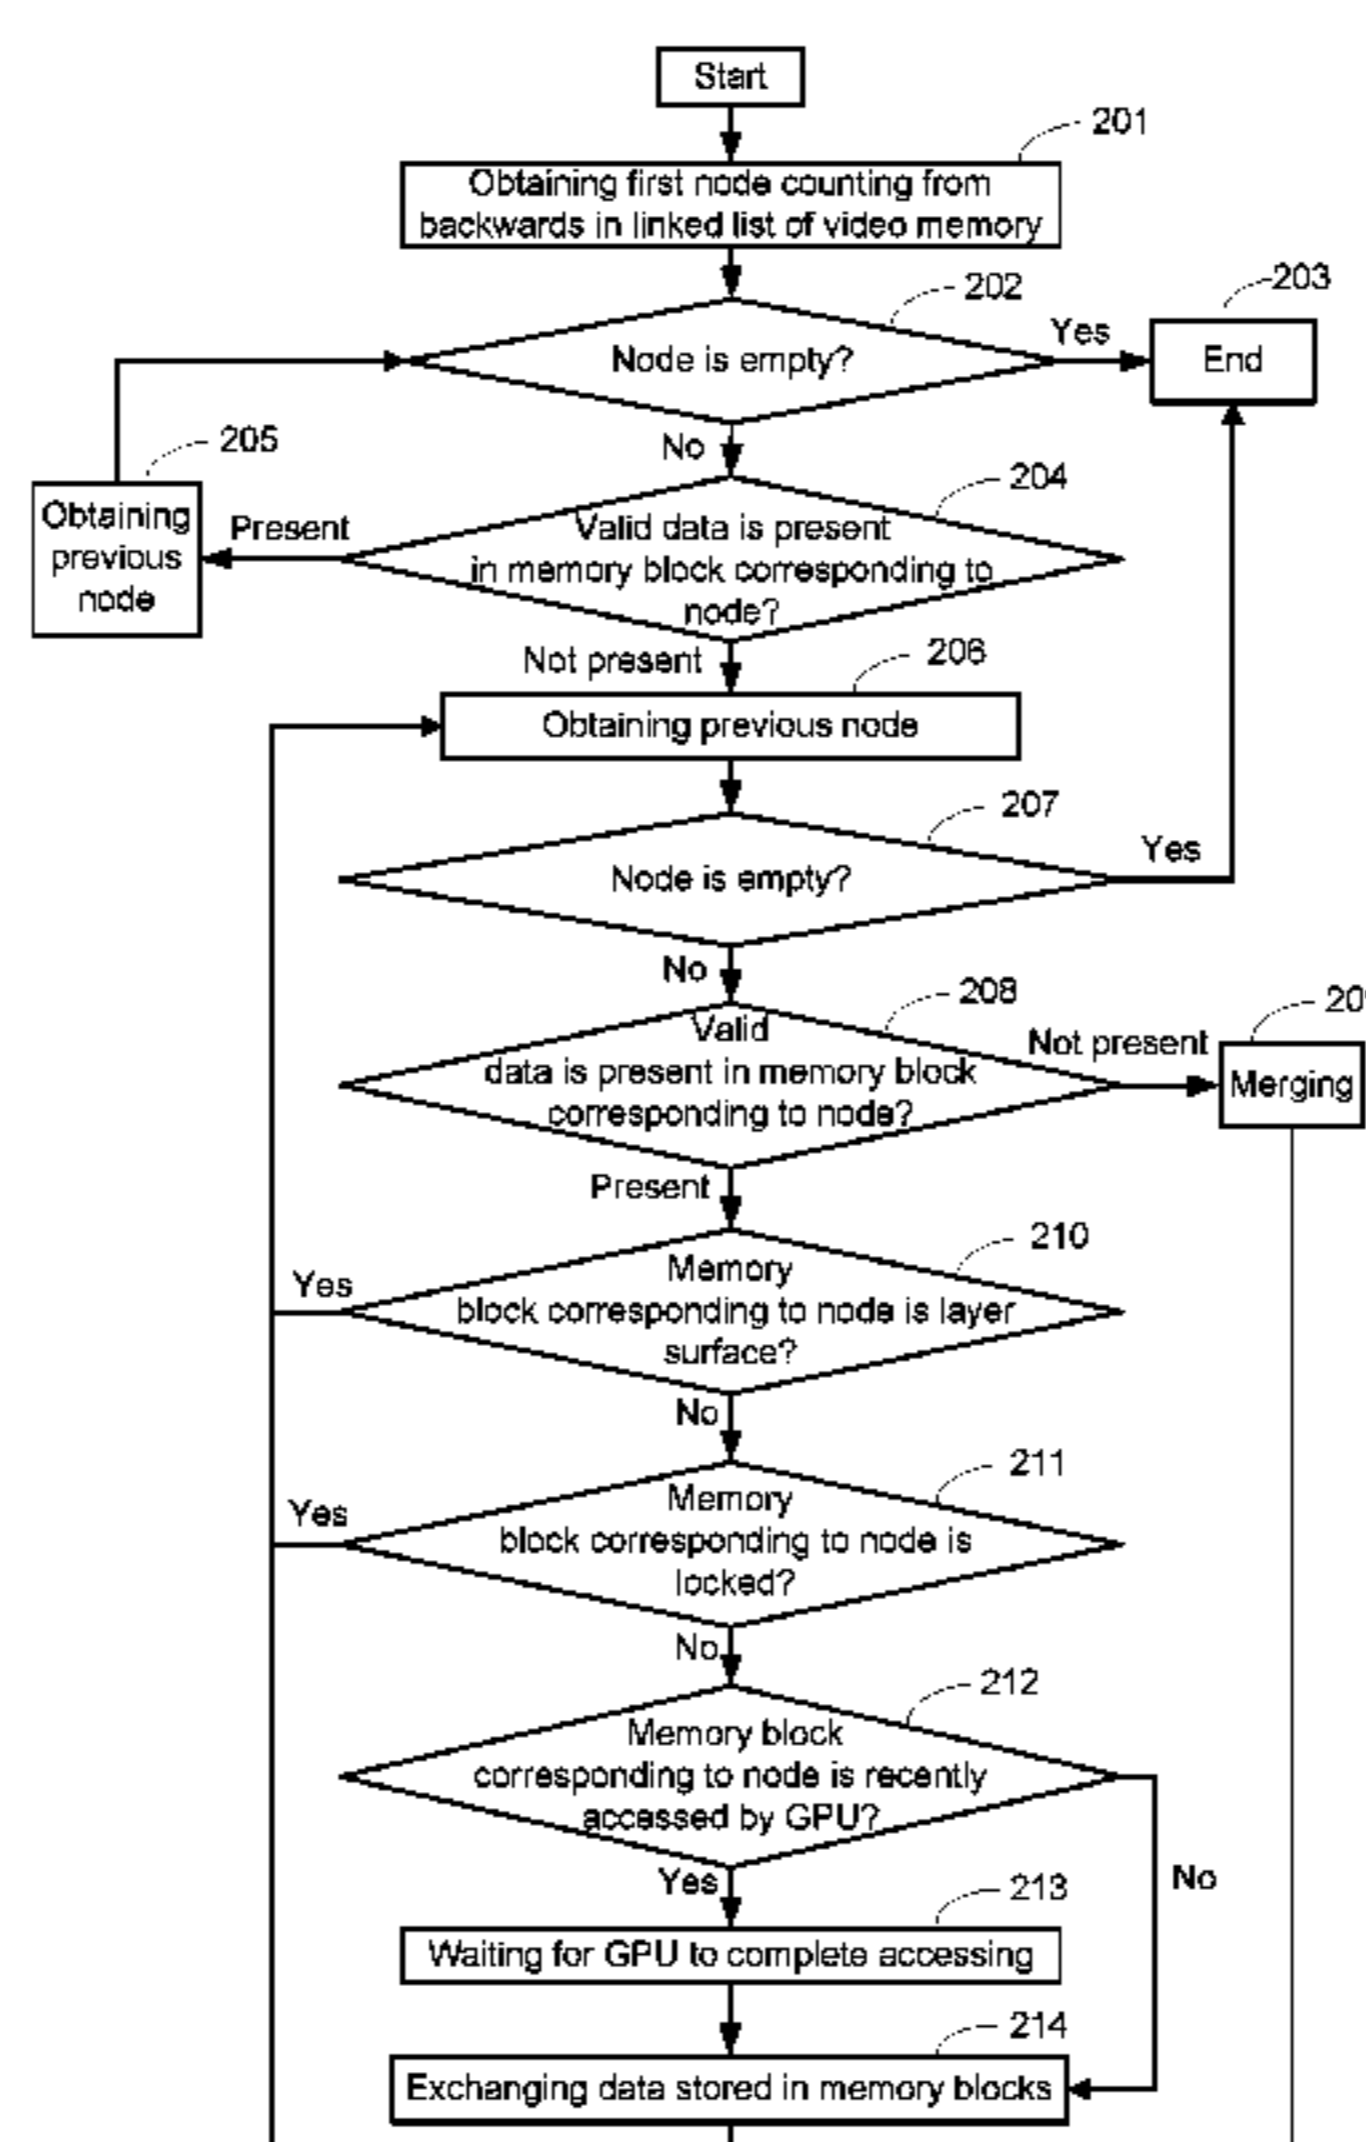 Start
201
Obtaining first node counting from
backwards in linked list of video memory
202
203
Node is empty?
Yes
End
No
205
204
Obtaining
previous
node
Present
Valid data is present
in memory block corresponding to
node?
Not present
206
Obtaining previous node
207
Node is empty?
Yes
No
208
Valid
data is present in memory block
corresponding to node?
Not present
20
Merging
Present
210
Memory
block corresponding to node is layer
surface?
Yes
No
211
Memory
block corresponding to node is
locked?
Yes
No
212
Memory block
corresponding to node is recently
accessed by GPU?
Yes
No
213
Waiting for GPU to complete accessing
214
Exchanging data stored in memory blocks